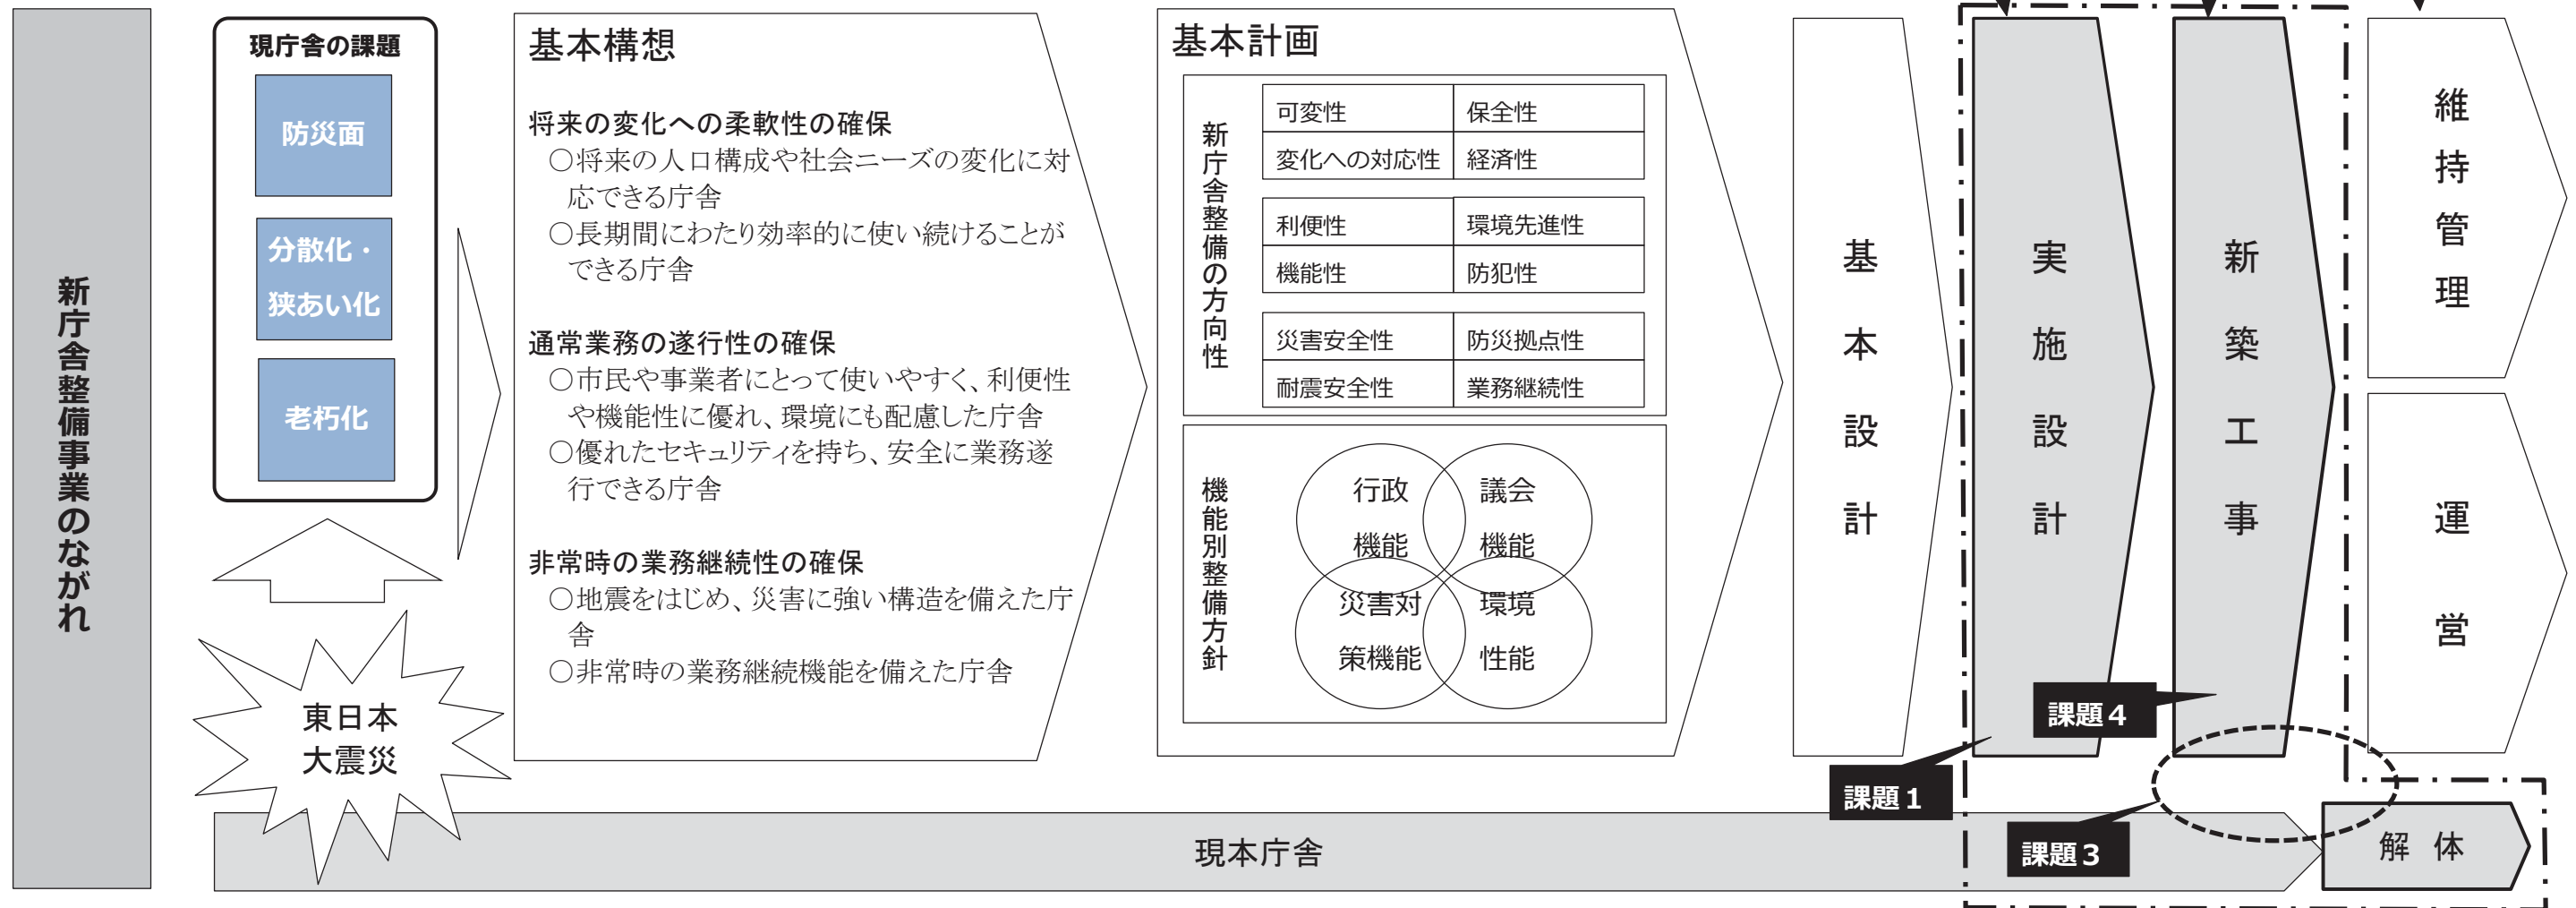 新庁舎整備事業のながれ
現庁舎の課題
防災面
分散化・
狭あい化
老朽化
東日本
大震災
基本構想
将来の変化への柔軟性の確保
○将来の人口構成や社会ニーズの変化に対
応できる庁舎
○長期間にわたり効率的に使い続けることが
できる庁舎
通常業務の遂行性の確保
○市民や事業者にとって使いやすく、利便性
や機能性に優れ、環境にも配慮した庁舎
○優れたセキュリティを持ち、安全に業務遂
行できる庁舎
非常時の業務継続性の確保
○地震をはじめ、災害に強い構造を備えた庁
舎
○非常時の業務継続機能を備えた庁舎
基本計画
新庁舎整備の方向性
可変性 保全性
変化への対応性 経済性
利便性 環境先進性
機能性 防犯性
災害安全性 防災拠点性
耐震安全性 業務継続性
機能別整備方針
行政
機能
議会
機能
災害対
策機能
環境
性能
基本設計
実施設計
新築工事
維持管理
運営
課題4
課題1
課題3
現本庁舎
解 体